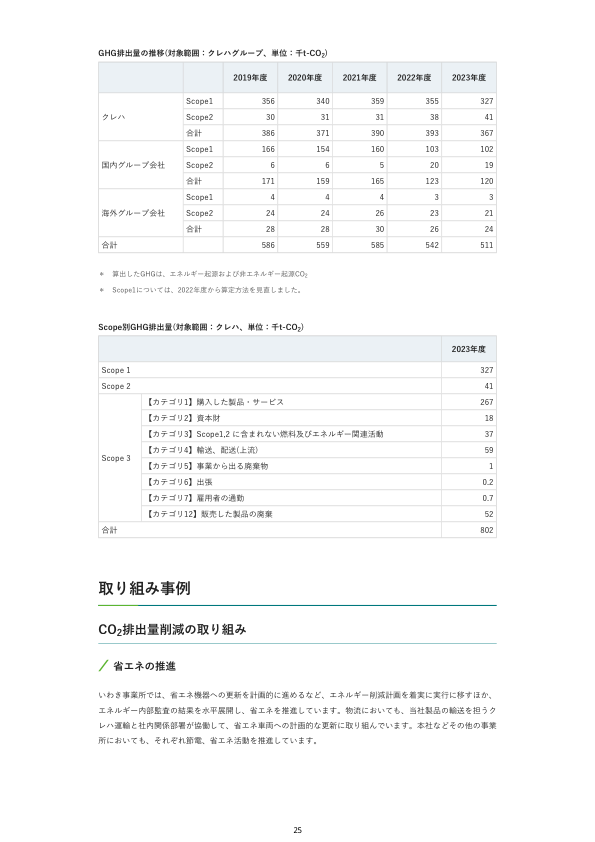 GHG排出量の推移(対象範囲：クレハグループ、単位：千t-CO2)
2019年度 2020年度 2021年度 2022年度 2023年度
クレハ
Scope1 356 340 359 355 327
Scope2 30 31 31 38 41
合計 386 371 390 393 367
国内グループ会社
Scope1 166 154 160 103 102
Scope2 6 6 5 20 19
合計 171 159 165 123 120
海外グループ会社
Scope1 4 4 4 3 3
Scope2 24 24 26 23 21
合計 28 28 30 26 24
合計 586 559 585 542 511
＊ 算出したGHGは、エネルギー起源および非エネルギー起源CO2
＊ Scope1については、2022年度から算定方法を見直しました。
Scope別GHG排出量(対象範囲：クレハ、単位：千t-CO2)
2023年度
Scope 1 327
Scope 2 41
Scope 3
【カテゴリ1】購入した製品・サービス 267
【カテゴリ2】資本財 18
【カテゴリ3】Scope1,2 に含まれない燃料及びエネルギー関連活動 37
【カテゴリ4】輸送、配送(上流) 59
【カテゴリ5】事業から出る廃棄物 1
【カテゴリ6】出張 0.2
【カテゴリ7】雇用者の通勤 0.7
【カテゴリ12】販売した製品の廃棄 52
合計 802
取り組み事例
CO2排出量削減の取り組み
省エネの推進
いわき事業所では、省エネ機器への更新を計画的に進めるなど、エネルギー削減計画を着実に実行に移すほか、
エネルギー内部監査の結果を水平展開し、省エネを推進しています。物流においても、当社製品の輸送を担うク
レハ運輸と社内関係部署が協働して、省エネ車両への計画的な更新に取り組んでいます。本社などその他の事業
所においても、それぞれ節電、省エネ活動を推進しています。
25